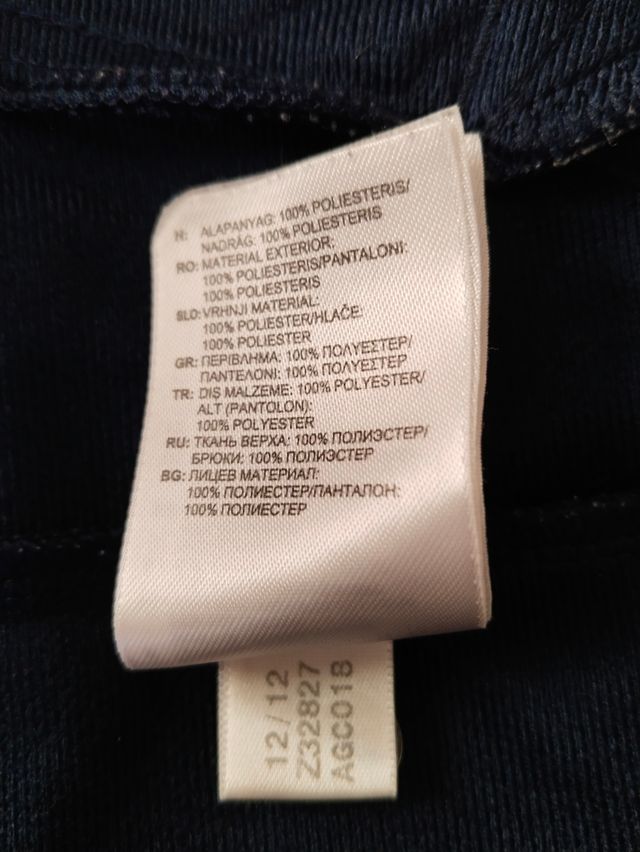 H: ALAPANYAG: 100% POLIESTERIS/
NADRÁG: 100% POLIESTERIS
RO: MATERIAL EXTERIOR:
100% POLIESTERIS/PANTALONI:
100% POLIESTERIS
SLO: VRHNJI MATERIAL:
100% POLIESTER/HLAČE:
100% POLIESTER
GR: ΠΕΡΙΒΛΗΜΑ: 100% ΠΟΛΥΕΣΤΕΡ/
ΠΑΝΤΕΛΟΝΙ: 100% ΠΟΛΥΕΣΤΕΡ
TR: DIŞ MALZEME: 100% POLYESTER/
ALT (PANTOLON):
100% POLYESTER
RU: ТКАНЬ ВЕРХА: 100% ПОЛИЭСТЕР/
БРЮКИ: 100% ПОЛИЭСТЕР
BG: ЛИЦЕВ МАТЕРИАЛ:
100% ПОЛИЕСТЕР/ПАНТАЛОН:
100% ПОЛИЕСТЕР
12/12
Z32827
AGC018